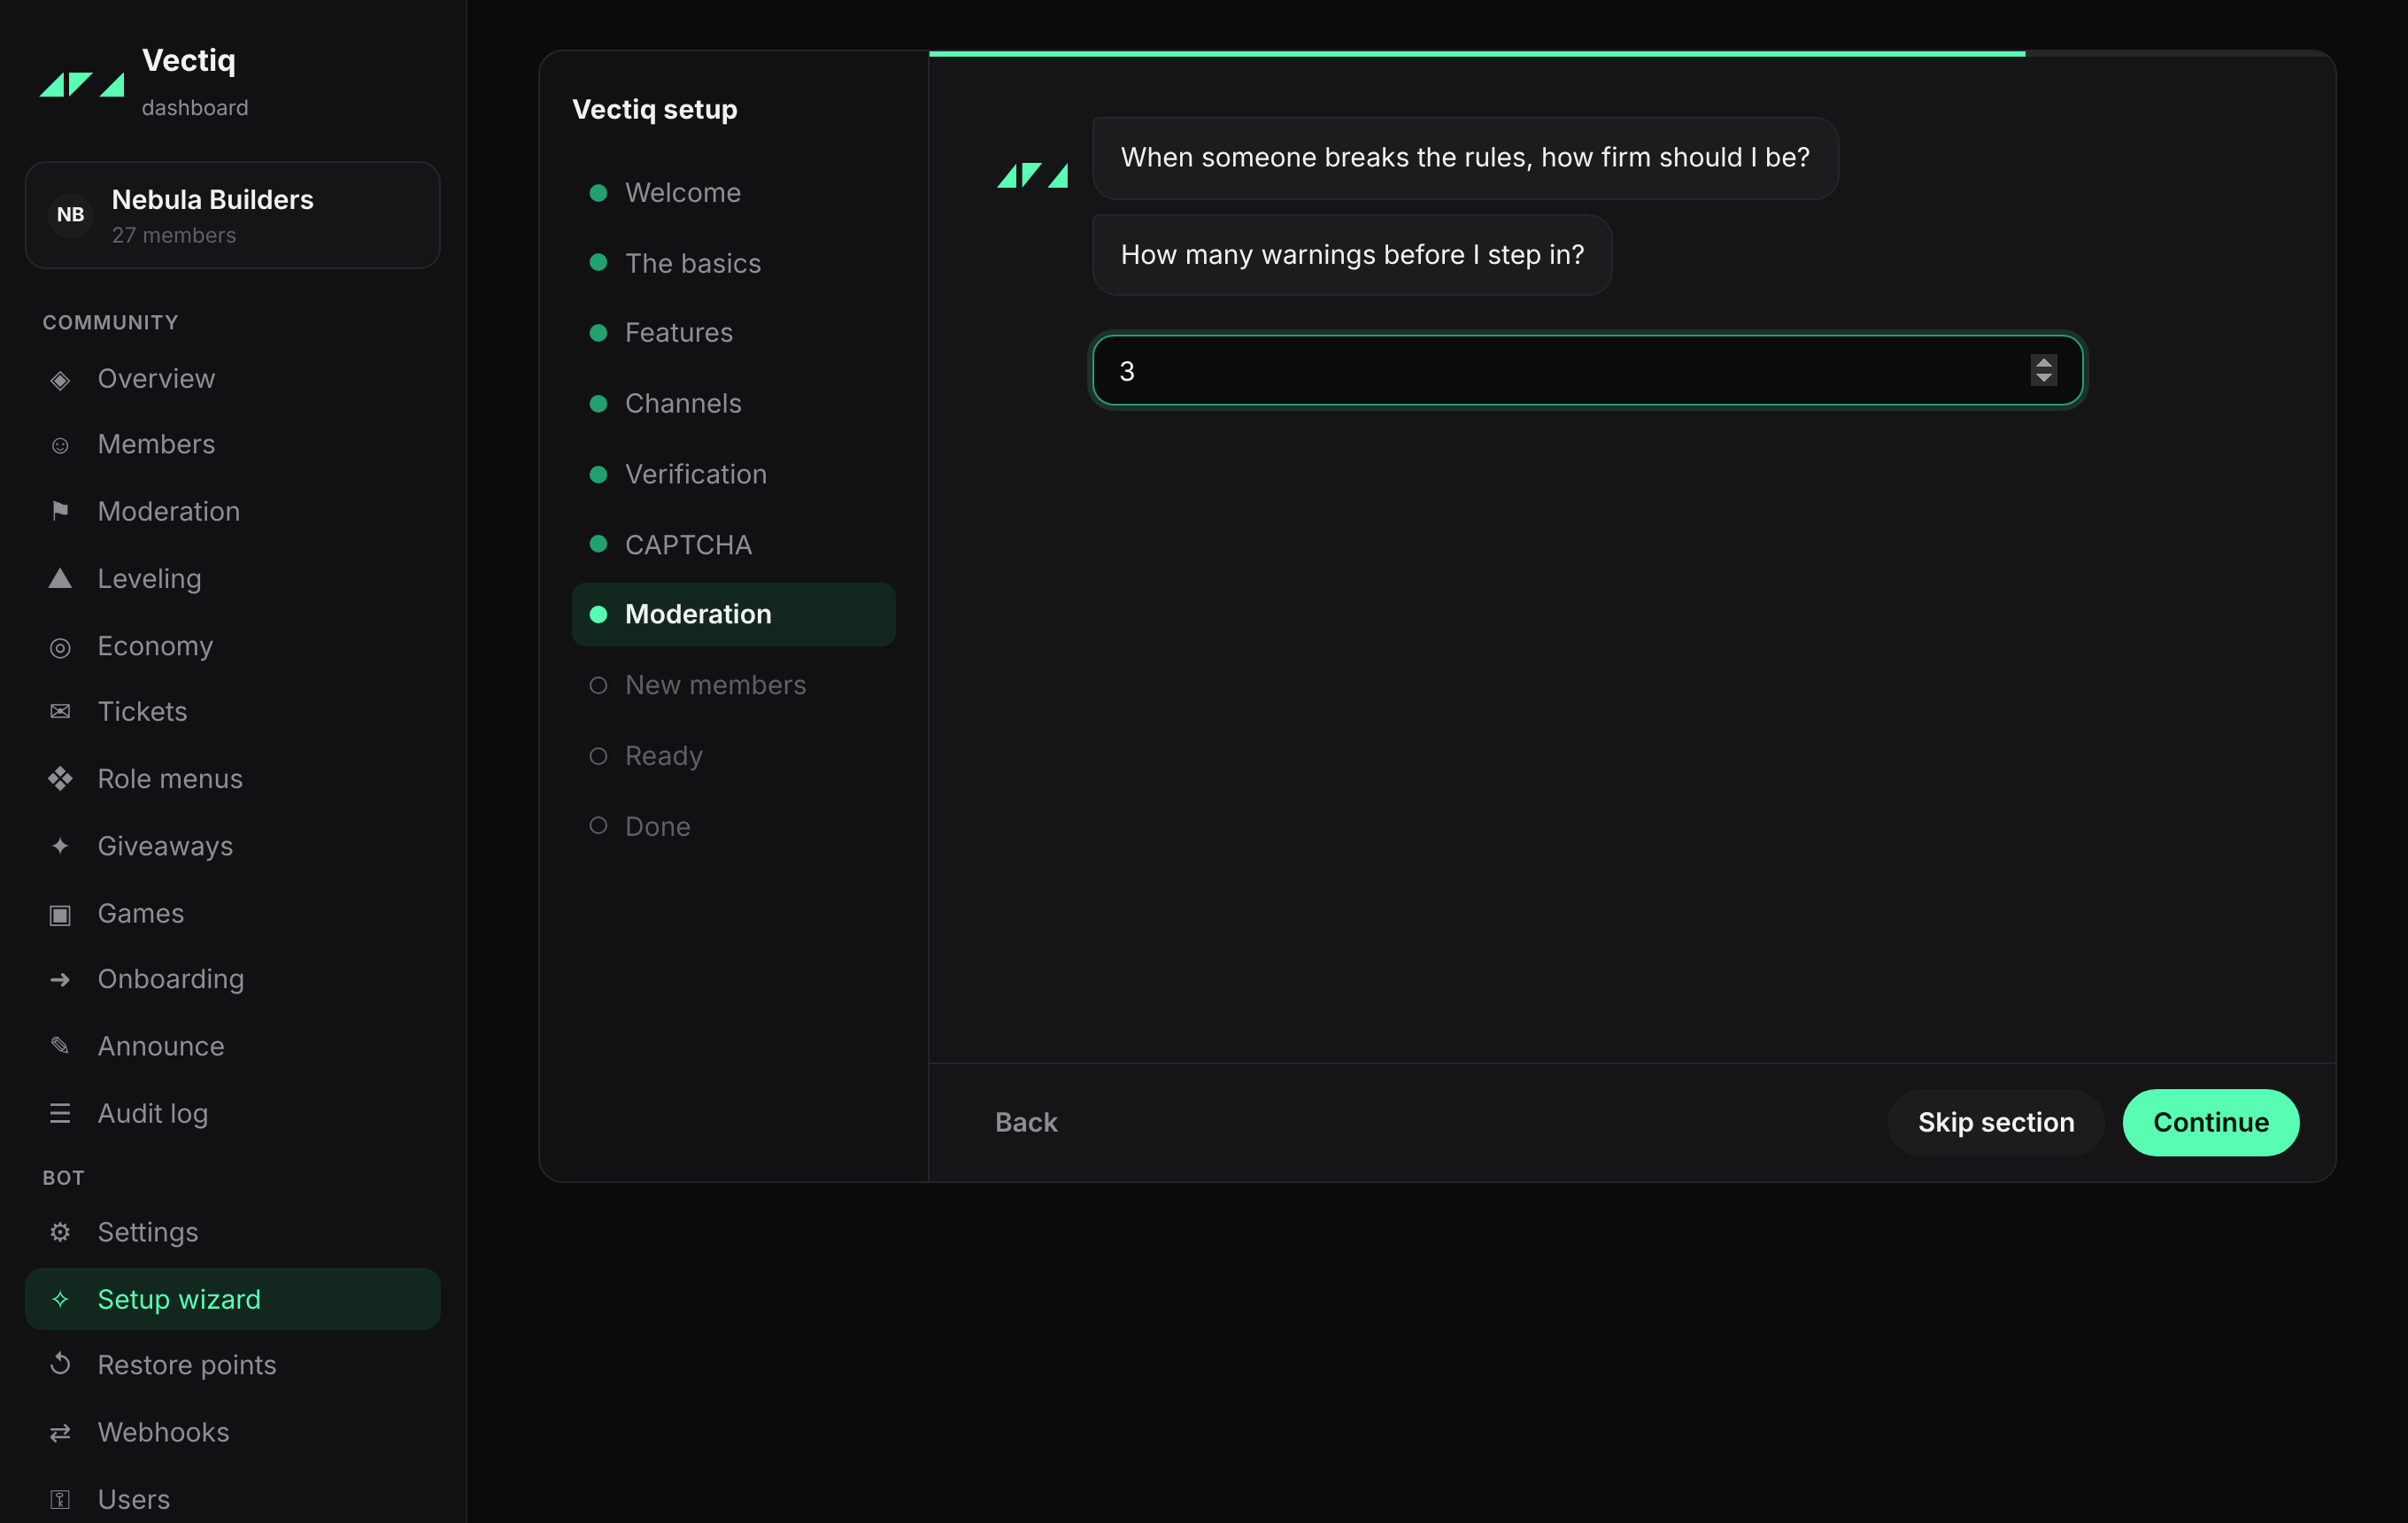 Vectiq
dashboard
NB
Nebula Builders
27 members
COMMUNITY
Overview
Members
Moderation
Leveling
Economy
Tickets
Role menus
Giveaways
Games
Onboarding
Announce
Audit log
BOT
Settings
Setup wizard
Restore points
Webhooks
Users
Vectiq setup
Welcome
The basics
Features
Channels
Verification
CAPTCHA
Moderation
New members
Ready
Done
When someone breaks the rules, how firm should I be?
How many warnings before I step in?
3
Back
Skip section
Continue